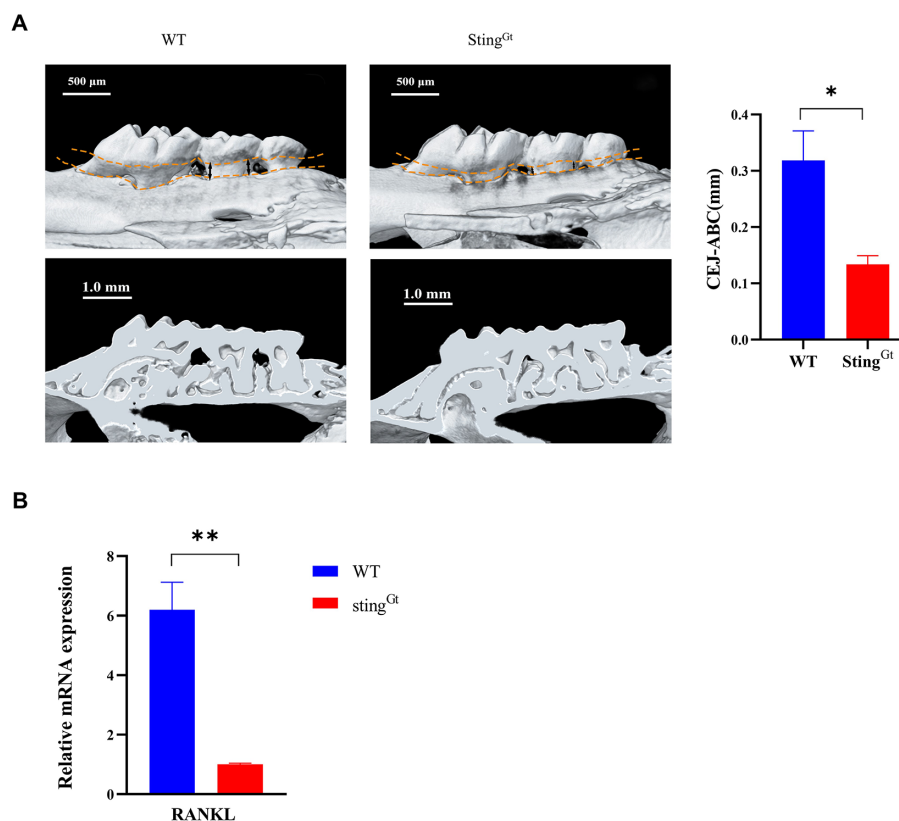 A
WT
Sting^Gt
500 μm
500 μm
1.0 mm
1.0 mm
*
0.4
0.3
0.2
0.1
0.0
CEJ-ABC(mm)
WT
Sting^Gt
B
**
8
6
4
2
0
Relative mRNA expression
RANKL
WT
sting^Gt